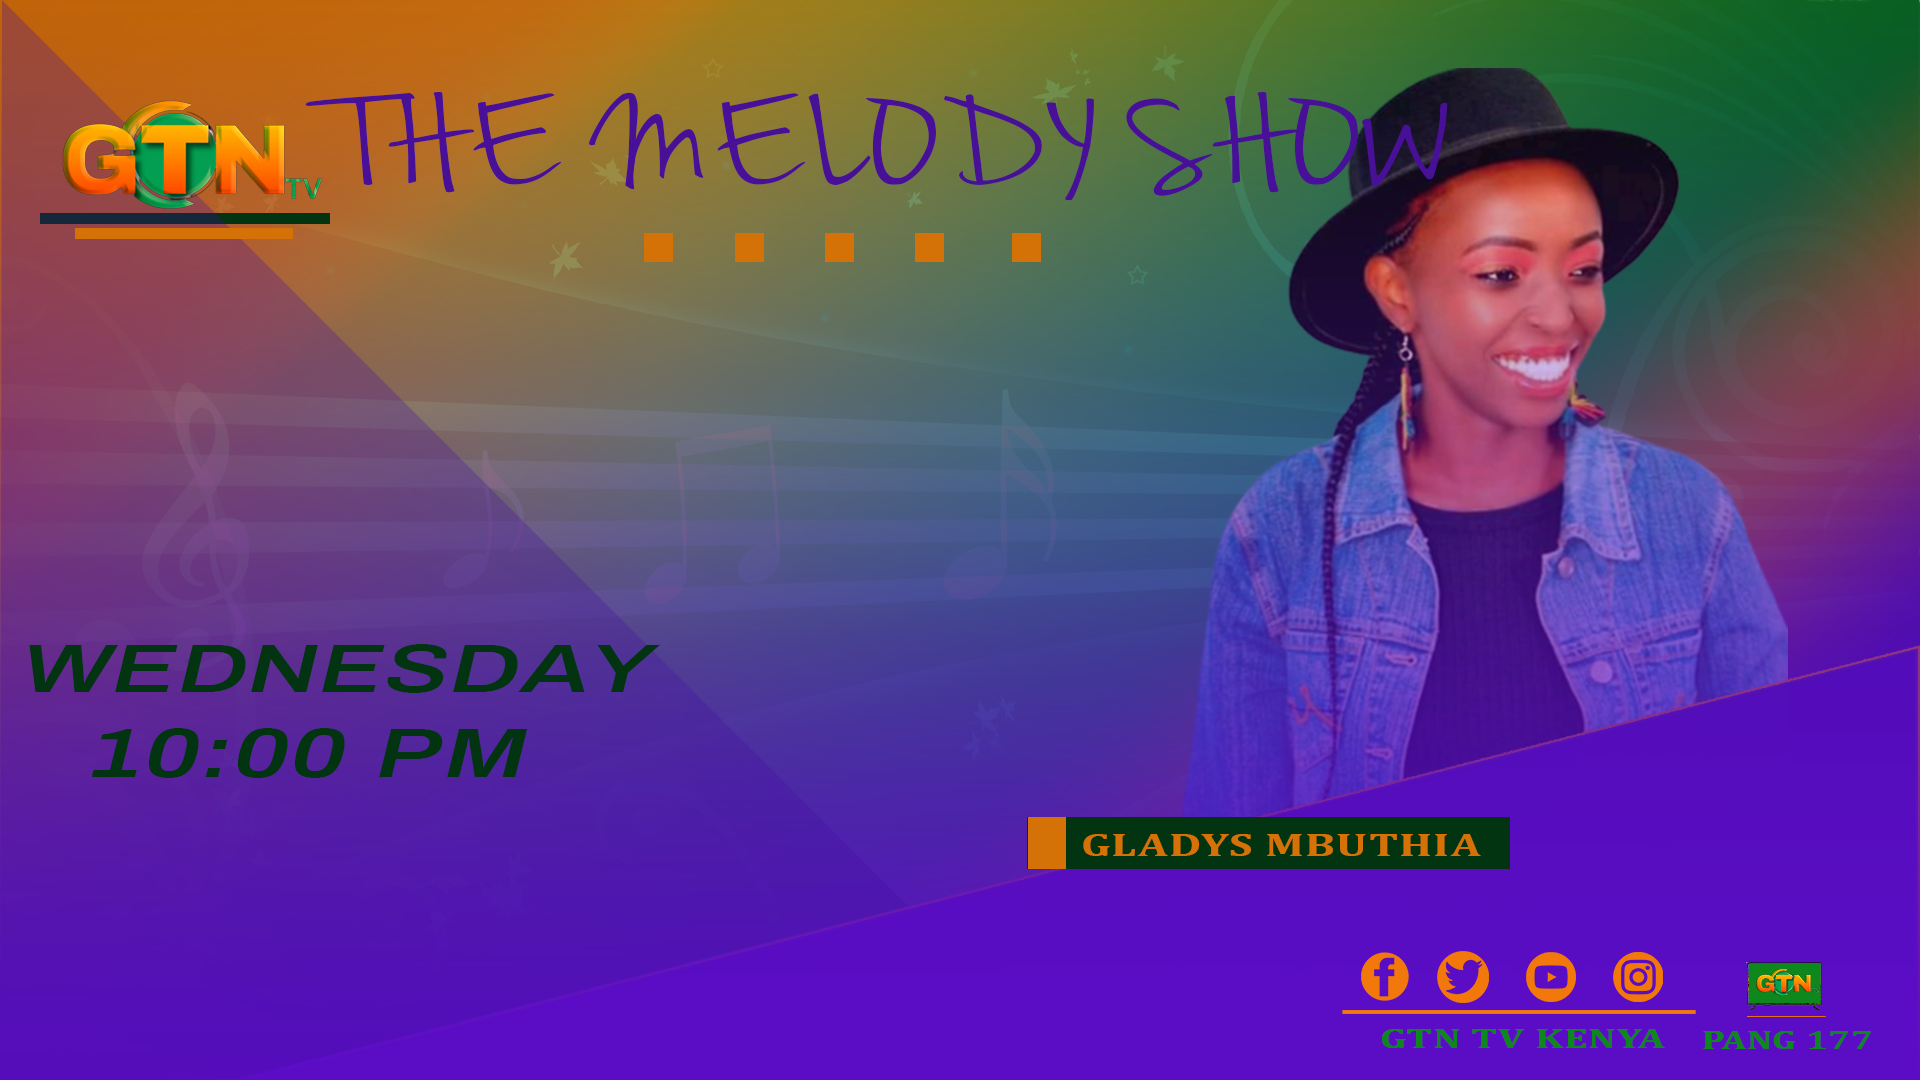 GTN TV
THE MELODY SHOW
WEDNESDAY
10:00 PM
GLADYS MBUTHIA
GTN
GTN TV KENYA
PANG 177